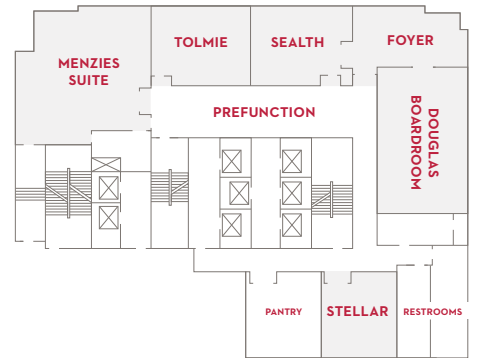 TOLMIE
SEALTH
FOYER
MENZIES
SUITE
PREFUNCTION
DOUGLAS
BOARDROOM
PANTRY
STELLAR
RESTROOMS